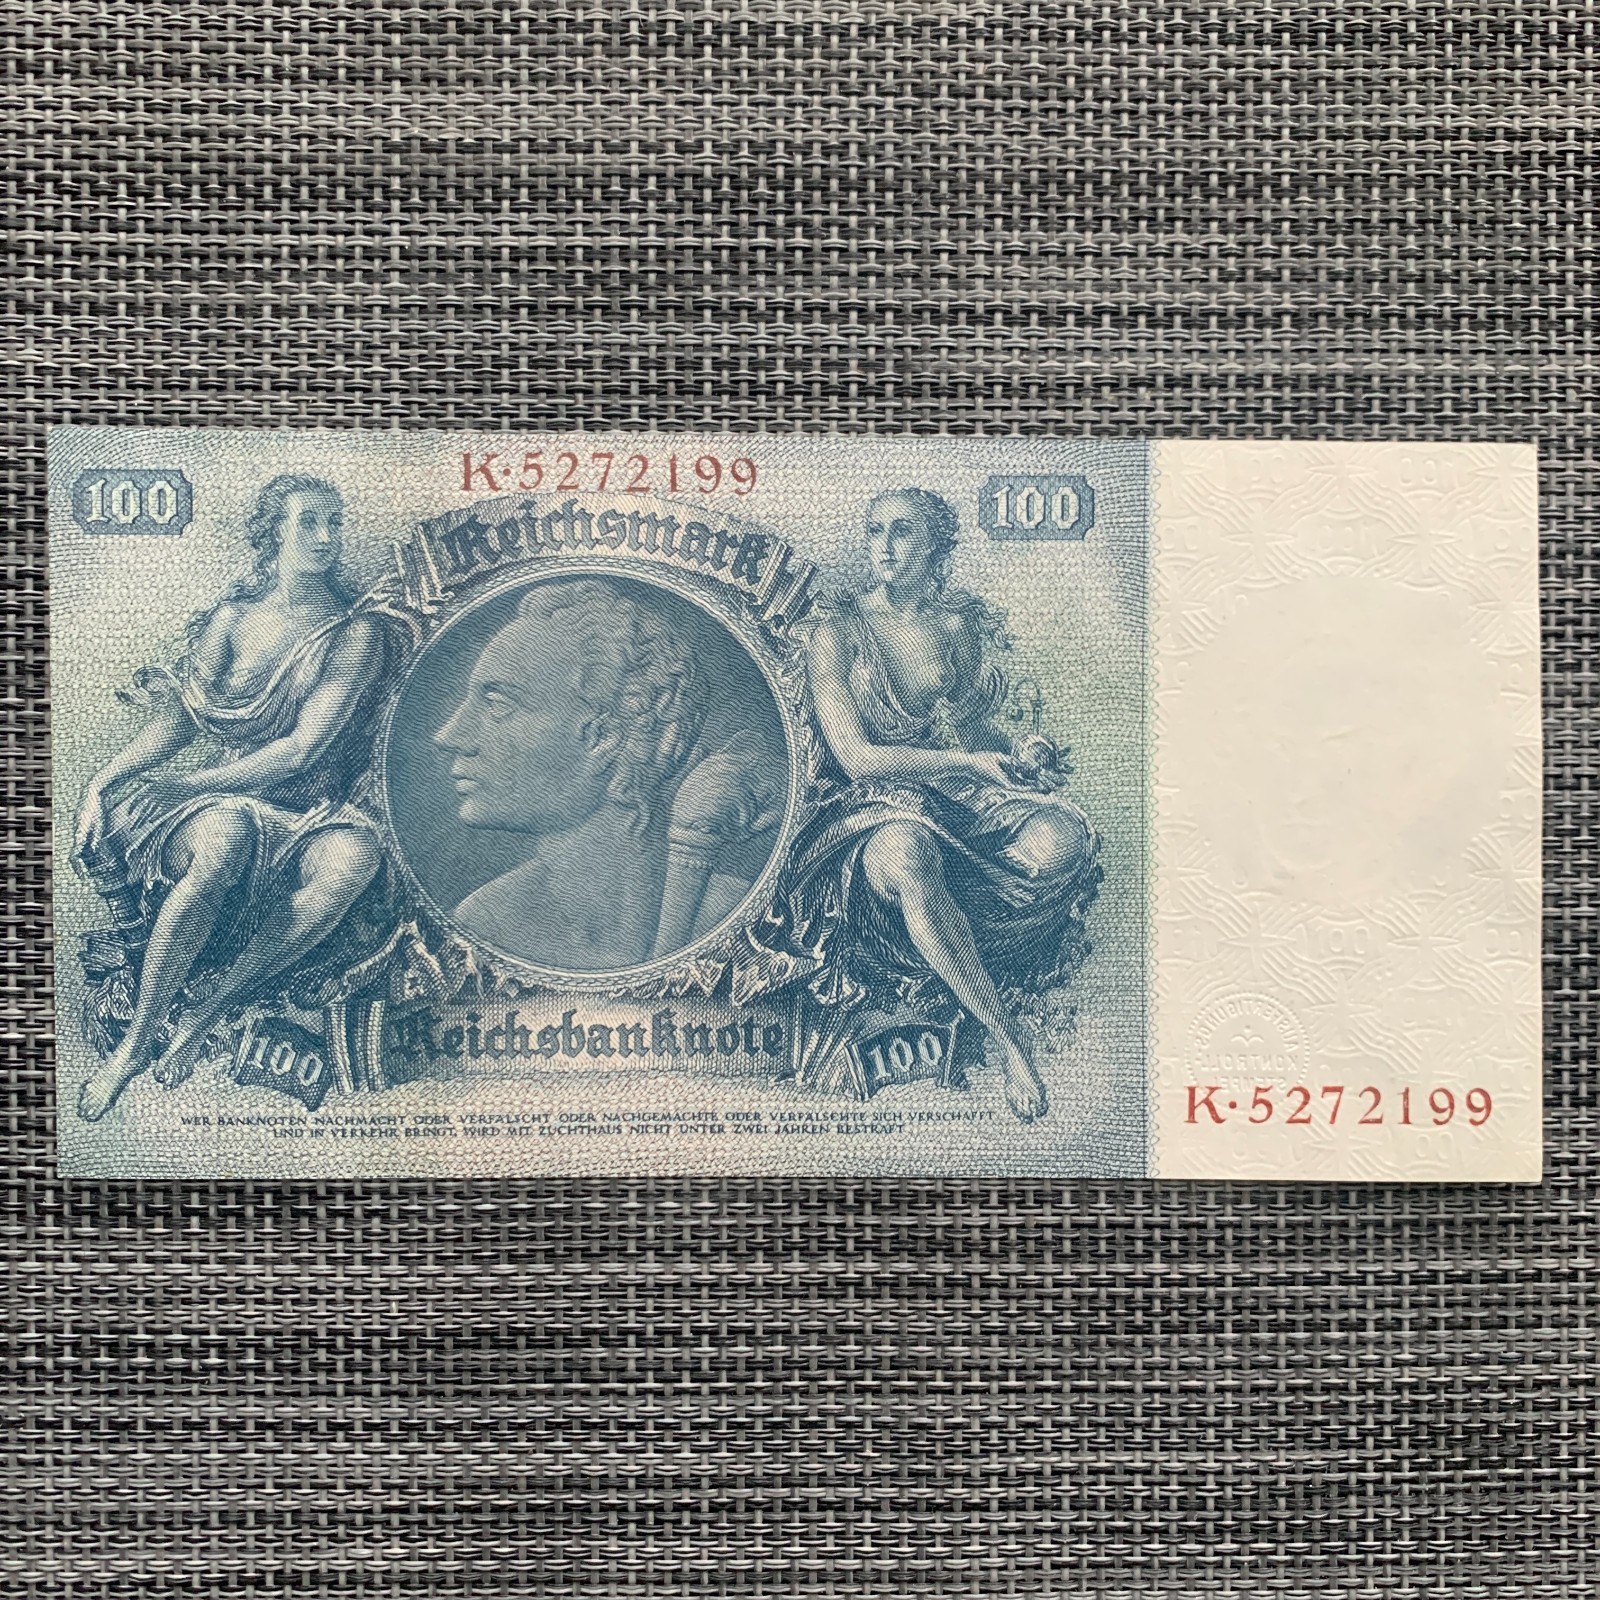 100
K·5272199
100
Reichsmark
Reichsbanknote
100
100
WER BANKNOTEN NACHMACHT ODER VERFÄLSCHT ODER NACHGEMACHTE ODER VERFÄLSCHTE SICH VERSCHAFFT
UND IN VERKEHR BRINGT, WIRD MIT ZUCHTHAUS NICHT UNTER ZWEI JAHREN BESTRAFT
K·5272199